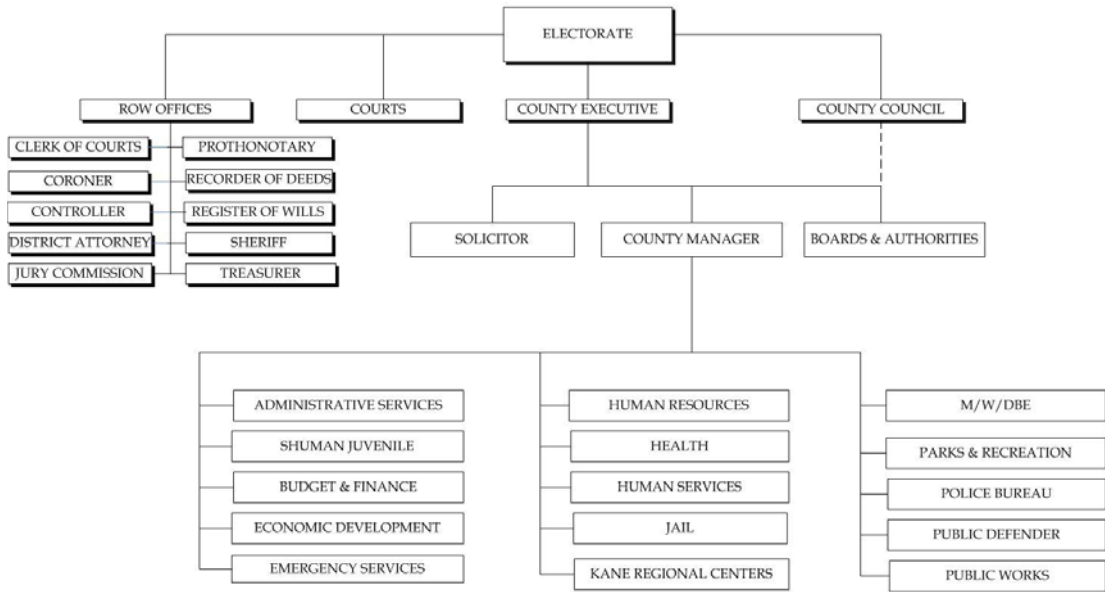 ELECTORATE
ROW OFFICES
COURTS
COUNTY EXECUTIVE
COUNTY COUNCIL
CLERK OF COURTS
PROTHONOTARY
CORONER
RECORDER OF DEEDS
CONTROLLER
REGISTER OF WILLS
DISTRICT ATTORNEY
SHERIFF
JURY COMMISSION
TREASURER
SOLICITOR
COUNTY MANAGER
BOARDS & AUTHORITIES
ADMINISTRATIVE SERVICES
SHUMAN JUVENILE
BUDGET & FINANCE
ECONOMIC DEVELOPMENT
EMERGENCY SERVICES
HUMAN RESOURCES
HEALTH
HUMAN SERVICES
JAIL
KANE REGIONAL CENTERS
M/W/DBE
PARKS & RECREATION
POLICE BUREAU
PUBLIC DEFENDER
PUBLIC WORKS